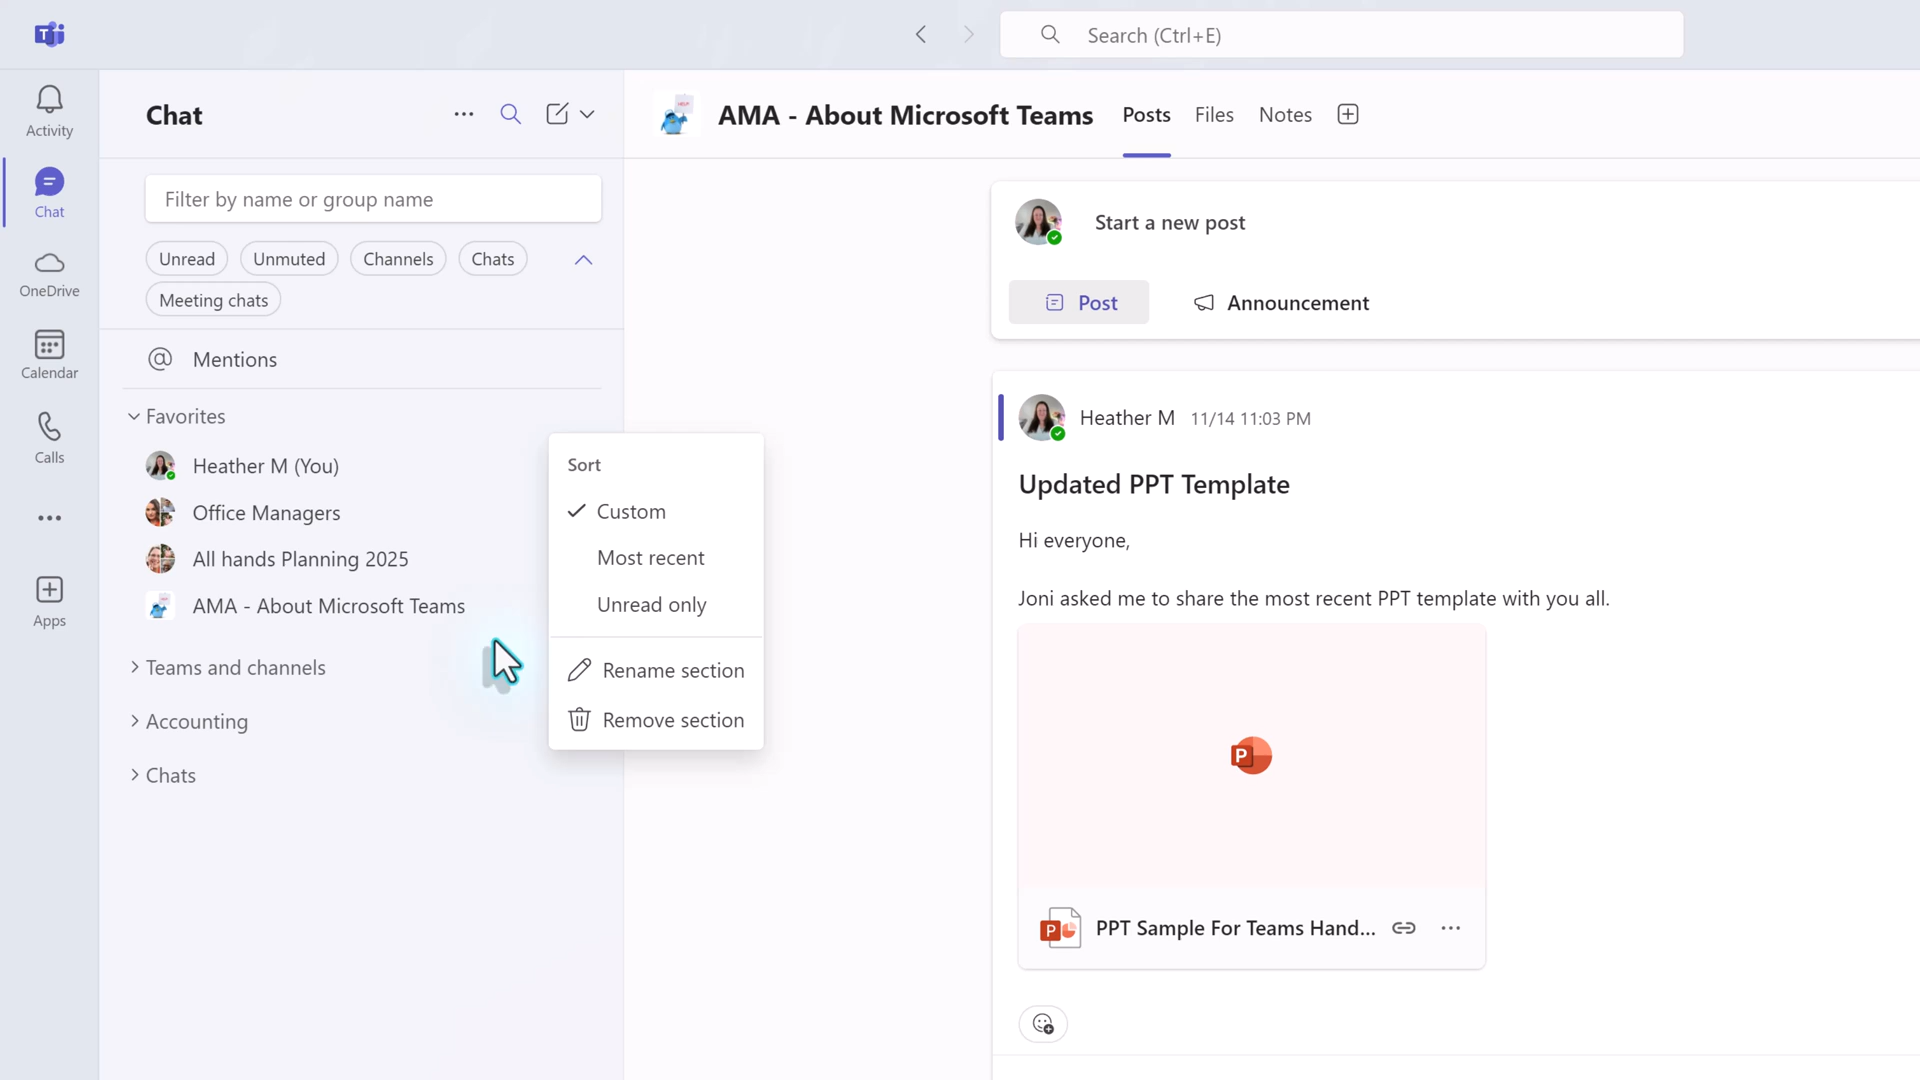 Search (Ctrl+E)
Activity
Chat
OneDrive
Calendar
Calls
Apps
Chat
Filter by name or group name
Unread
Unmuted
Channels
Chats
Meeting chats
Mentions
Favorites
Heather M (You)
Office Managers
All hands Planning 2025
AMA - About Microsoft Teams
Teams and channels
Accounting
Chats
Sort
Custom
Most recent
Unread only
Rename section
Remove section
AMA - About Microsoft Teams
Posts
Files
Notes
Start a new post
Post
Announcement
Heather M 11/14 11:03 PM
Updated PPT Template
Hi everyone,
Joni asked me to share the most recent PPT template with you all.
PPT Sample For Teams Hand...